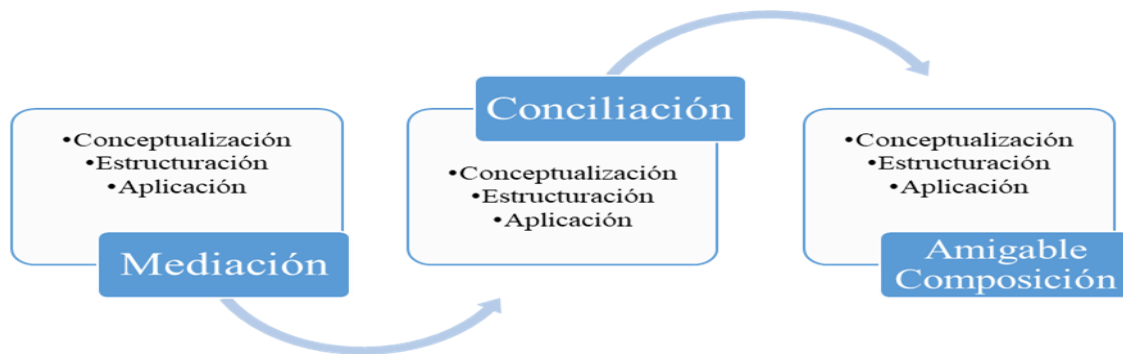 •Conceptualización
•Estructuración
•Aplicación
Mediación
Conciliación
•Conceptualización
•Estructuración
•Aplicación
•Conceptualización
•Estructuración
•Aplicación
Amigable
Composición